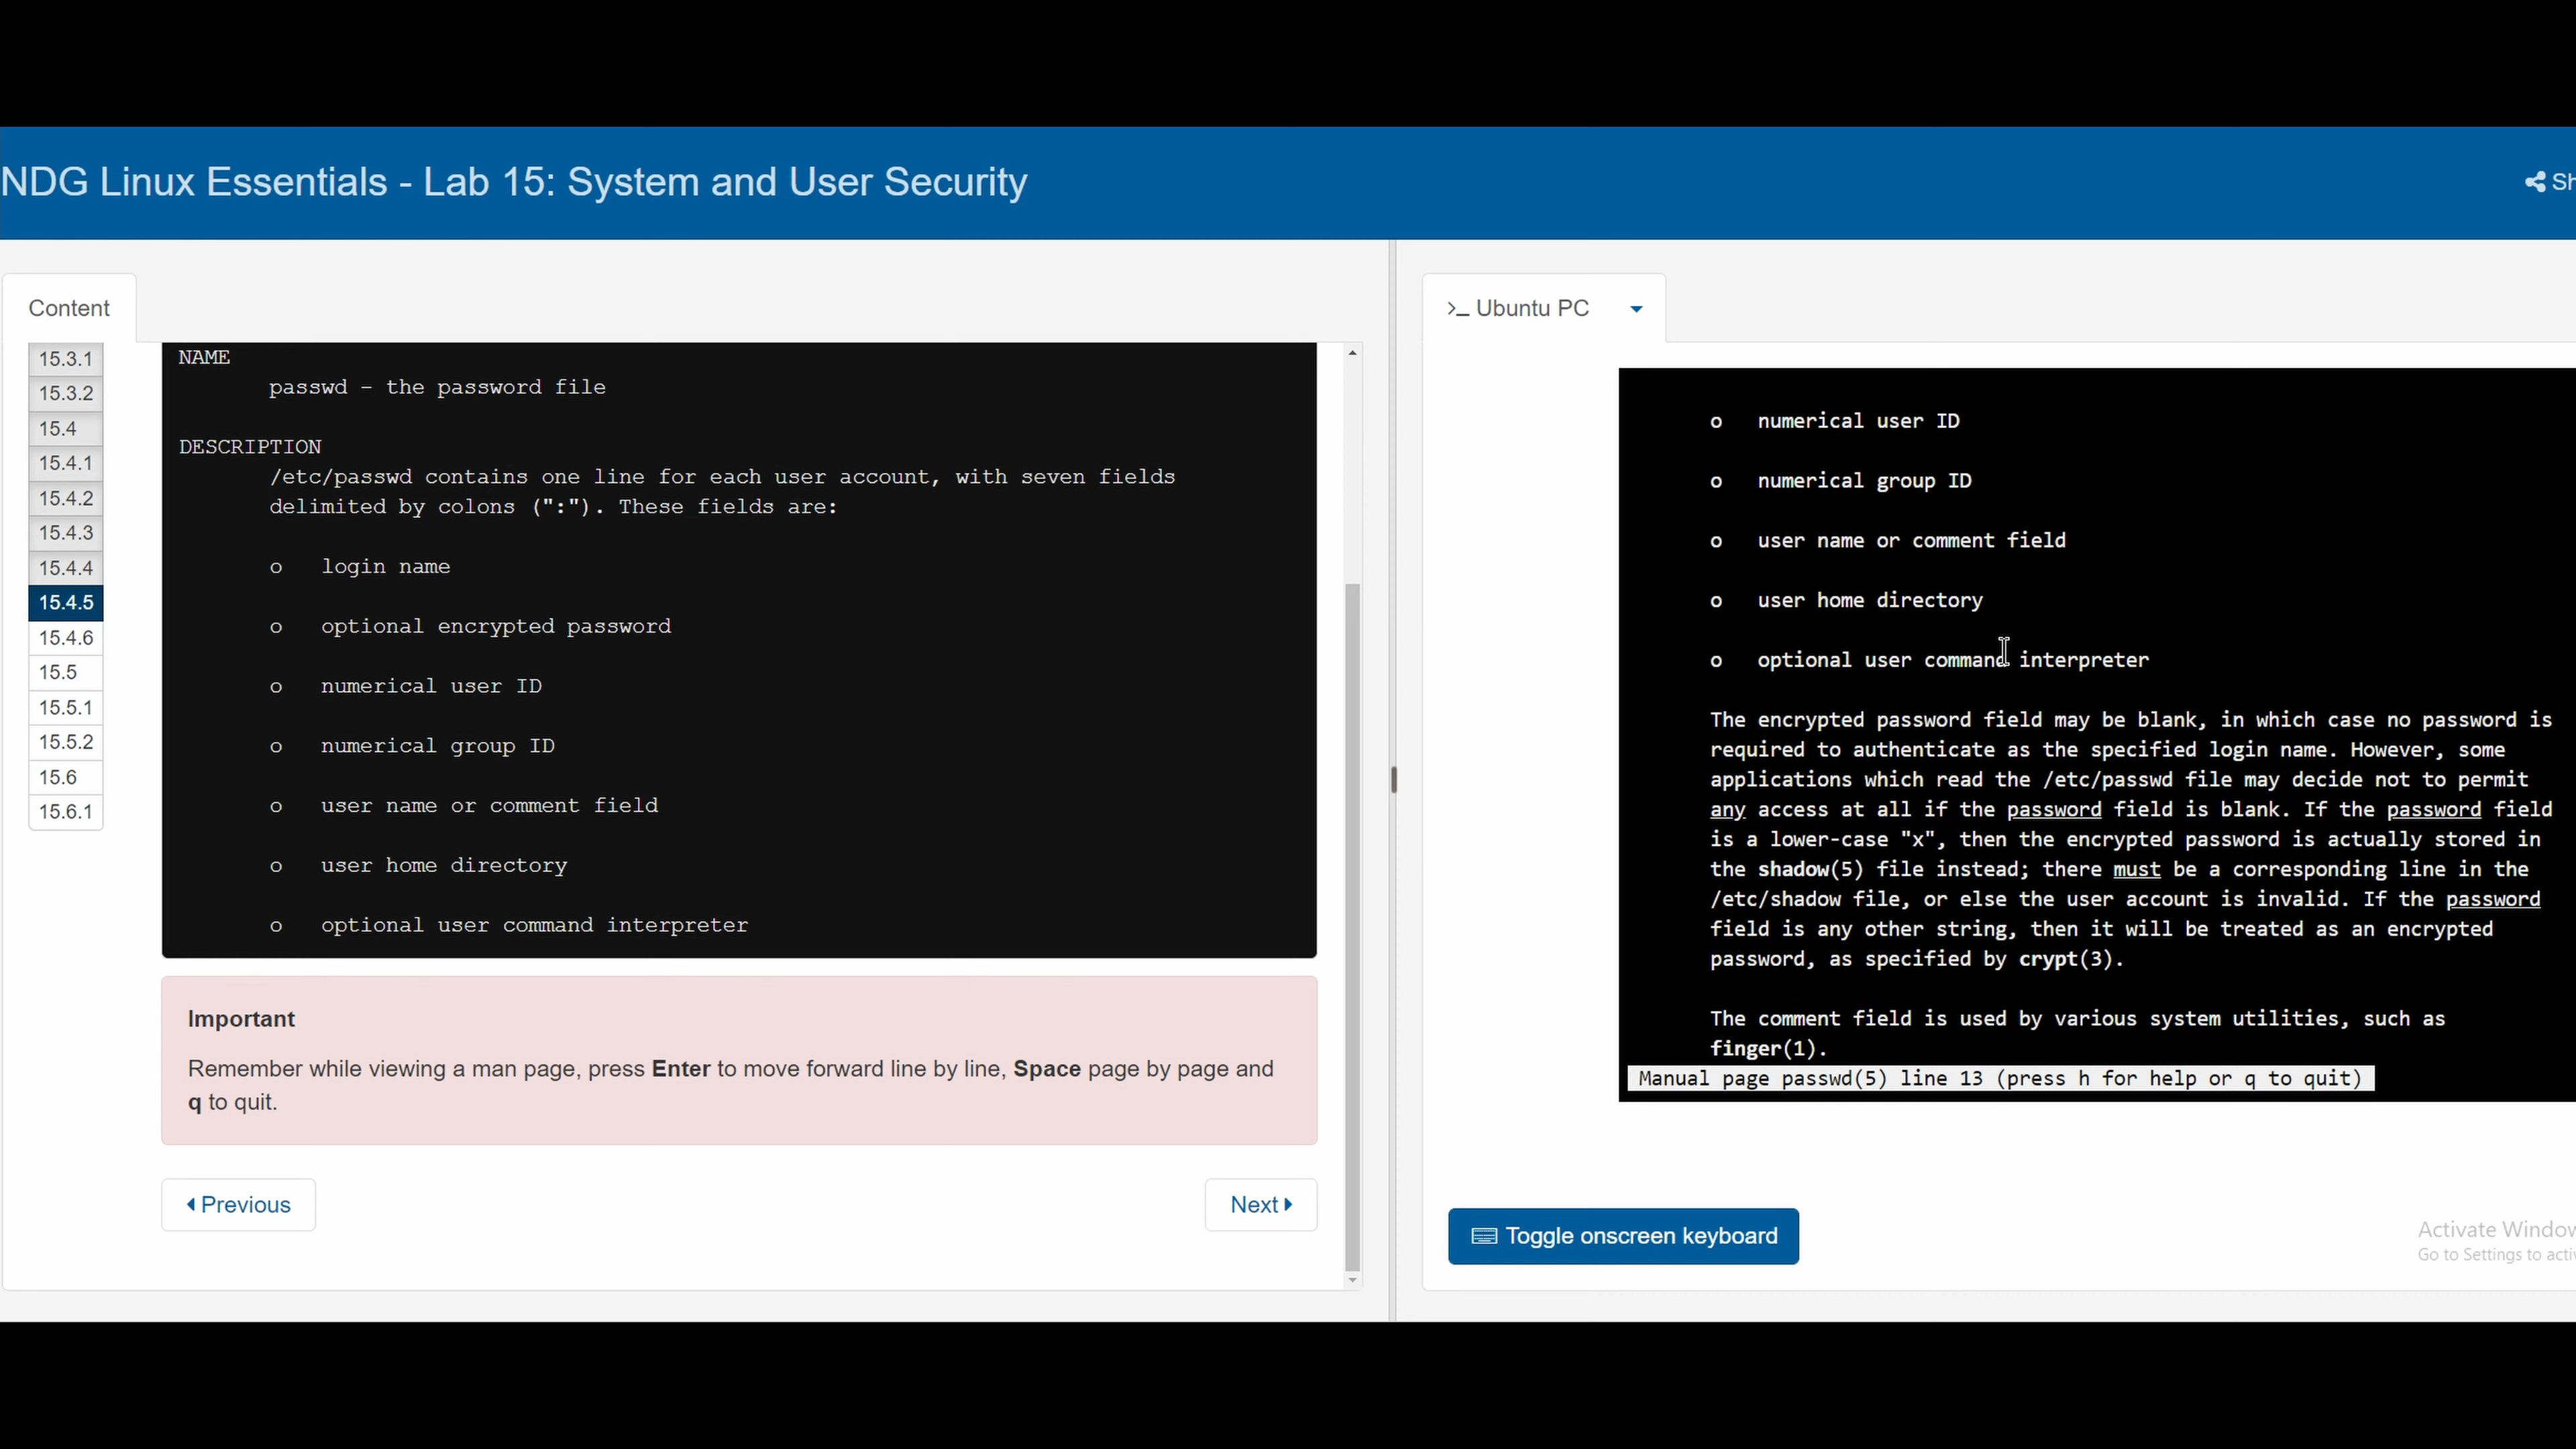 NDG Linux Essentials - Lab 15: System and User Security
Content
15.3.1
15.3.2
15.4
15.4.1
15.4.2
15.4.3
15.4.4
15.4.5
15.4.6
15.5
15.5.1
15.5.2
15.6
15.6.1
NAME
passwd - the password file
DESCRIPTION
/etc/passwd contains one line for each user account, with seven fields
delimited by colons (":"). These fields are:
o login name
o optional encrypted password
o numerical user ID
o numerical group ID
o user name or comment field
o user home directory
o optional user command interpreter
Important
Remember while viewing a man page, press Enter to move forward line by line, Space page by page and
q to quit.
Previous
Next
>_ Ubuntu PC
o numerical user ID
o numerical group ID
o user name or comment field
o user home directory
o optional user command interpreter
The encrypted password field may be blank, in which case no password is
required to authenticate as the specified login name. However, some
applications which read the /etc/passwd file may decide not to permit
any access at all if the password field is blank. If the password field
is a lower-case "x", then the encrypted password is actually stored in
the shadow(5) file instead; there must be a corresponding line in the
/etc/shadow file, or else the user account is invalid. If the password
field is any other string, then it will be treated as an encrypted
password, as specified by crypt(3).
The comment field is used by various system utilities, such as
finger(1).
Manual page passwd(5) line 13 (press h for help or q to quit)
Toggle onscreen keyboard
Activate
Go to Settings to